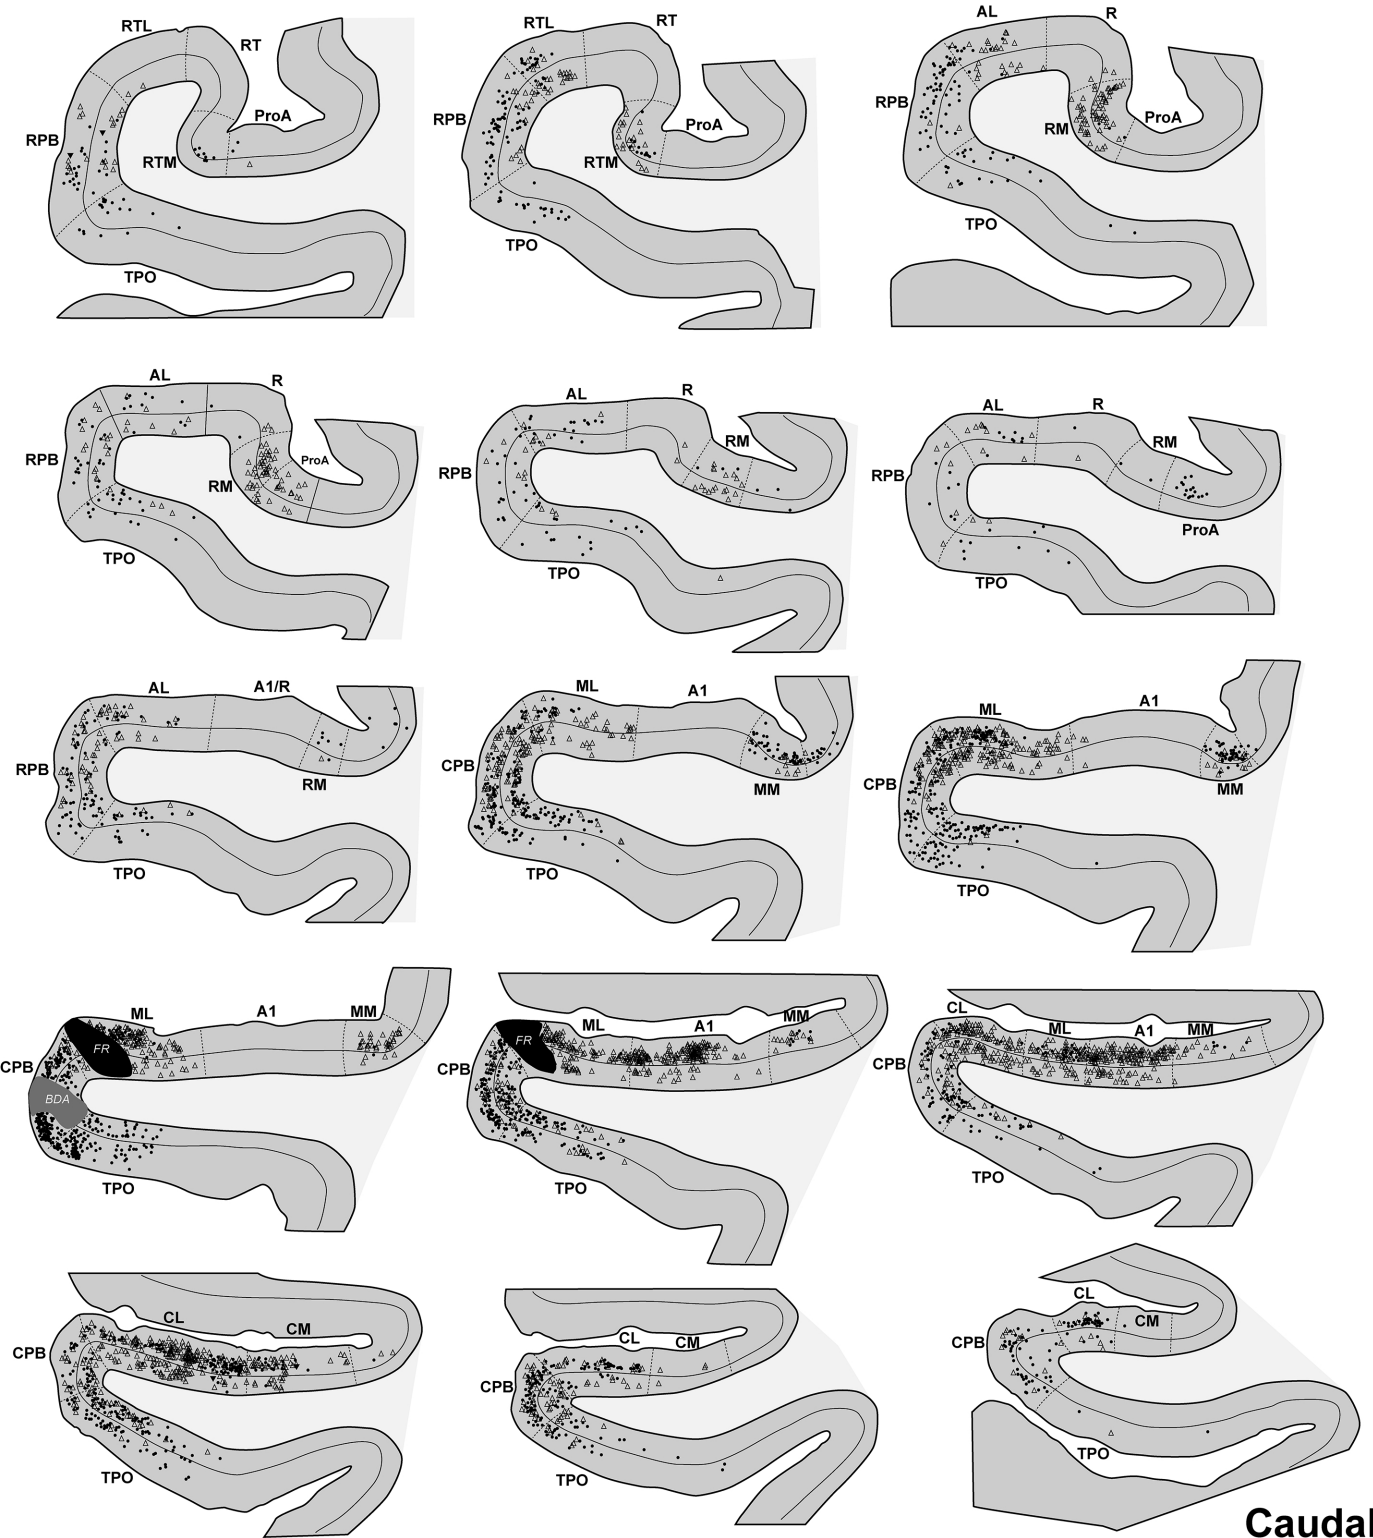 RTL
RT
RPB
ProA
RTM
TPO
RTL
RT
RPB
ProA
RTM
TPO
AL
R
RPB
ProA
RM
TPO
AL
R
RPB
ProA
RM
TPO
AL
R
RPB
RM
TPO
AL
R
RPB
RM
ProA
TPO
AL
A1/R
RPB
RM
TPO
ML
A1
CPB
MM
TPO
ML
A1
CPB
MM
TPO
ML
A1
MM
FR
CPB
BDA
TPO
ML
A1
MM
FR
CPB
TPO
CL
ML
A1
MM
CPB
TPO
CL
CM
CPB
TPO
CL
CM
CPB
TPO
CL
CM
CPB
TPO
Caudal